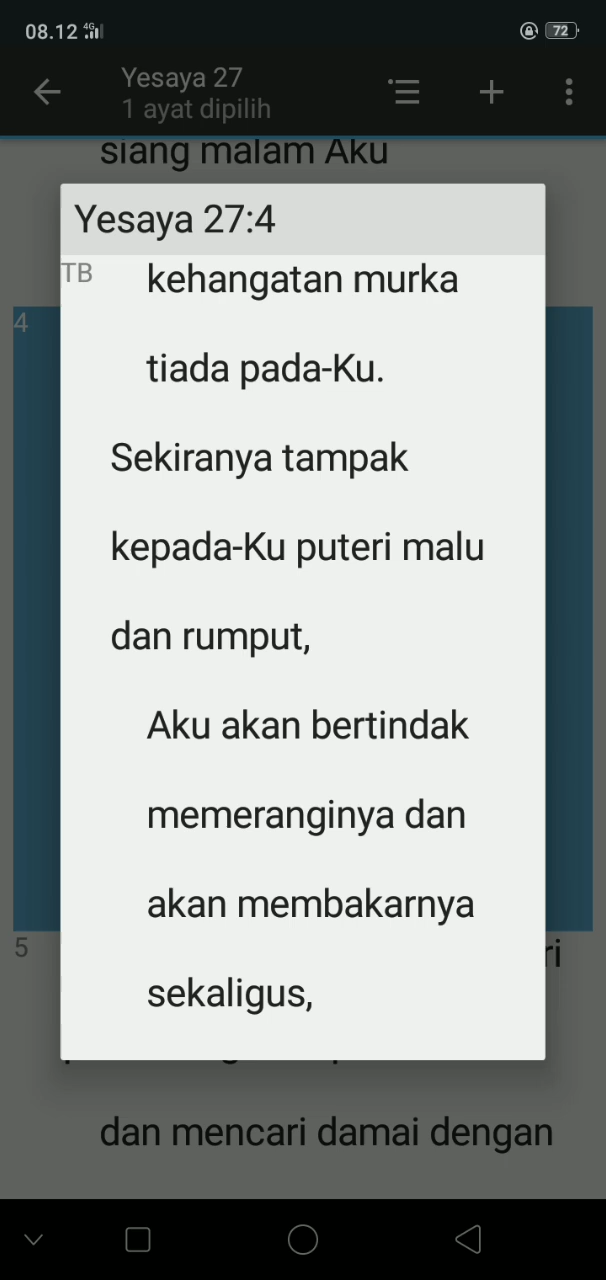 08.12 4G 72
Yesaya 27
1 ayat dipilih
siang malam Aku
Yesaya 27:4
TB kehangatan murka
tiada pada-Ku.
4
Sekiranya tampak
kepada-Ku puteri malu
dan rumput,
Aku akan bertindak
memeranginya dan
akan membakarnya
5
sekaligus,
dan mencari damai dengan